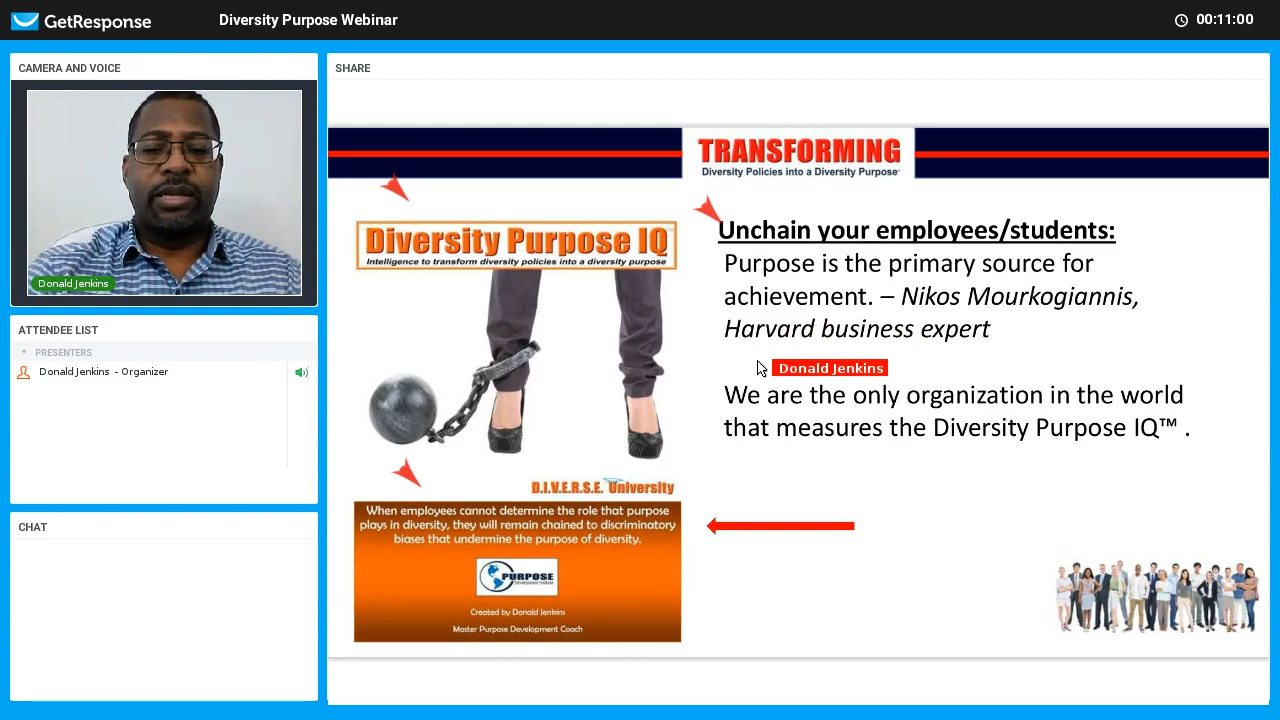 GetResponse
Diversity Purpose Webinar
00:11:00
CAMERA AND VOICE
Donald Jenkins
ATTENDEE LIST
PRESENTERS
Donald Jenkins - Organizer
CHAT
SHARE
TRANSFORMING
Diversity Policies into a Diversity Purpose
Diversity Purpose IQ
Intelligence to transform diversity policies into a diversity purpose
D.I.V.E.R.S.E. University
When employees cannot determine the role that purpose
plays in diversity, they will remain chained to discriminatory
biases that undermine the purpose of diversity.
PURPOSE
Development Institute
Created by Donald Jenkins
Master Purpose Development Coach
Unchain your employees/students:
Purpose is the primary source for
achievement. – Nikos Mourkogiannis,
Harvard business expert
Donald Jenkins
We are the only organization in the world
that measures the Diversity Purpose IQ™ .